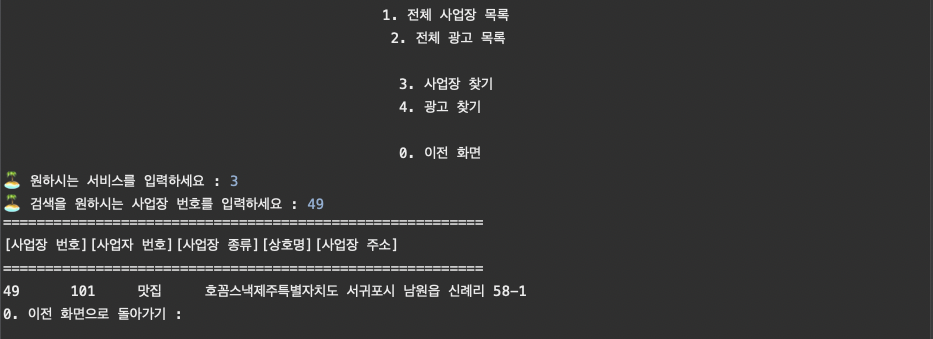 1. 전체 사업장 목록
2. 전체 광고 목록
3. 사업장 찾기
4. 광고 찾기
0. 이전 화면
🏝️ 원하시는 서비스를 입력하세요 : 3
🏝️ 검색을 원하시는 사업장 번호를 입력하세요 : 49
=========================================================
[사업장 번호][사업자 번호][사업장 종류][상호명][사업장 주소]
=========================================================
49 101 맛집 호꼼스낵제주특별자치도 서귀포시 남원읍 신례리 58-1
0. 이전 화면으로 돌아가기 :